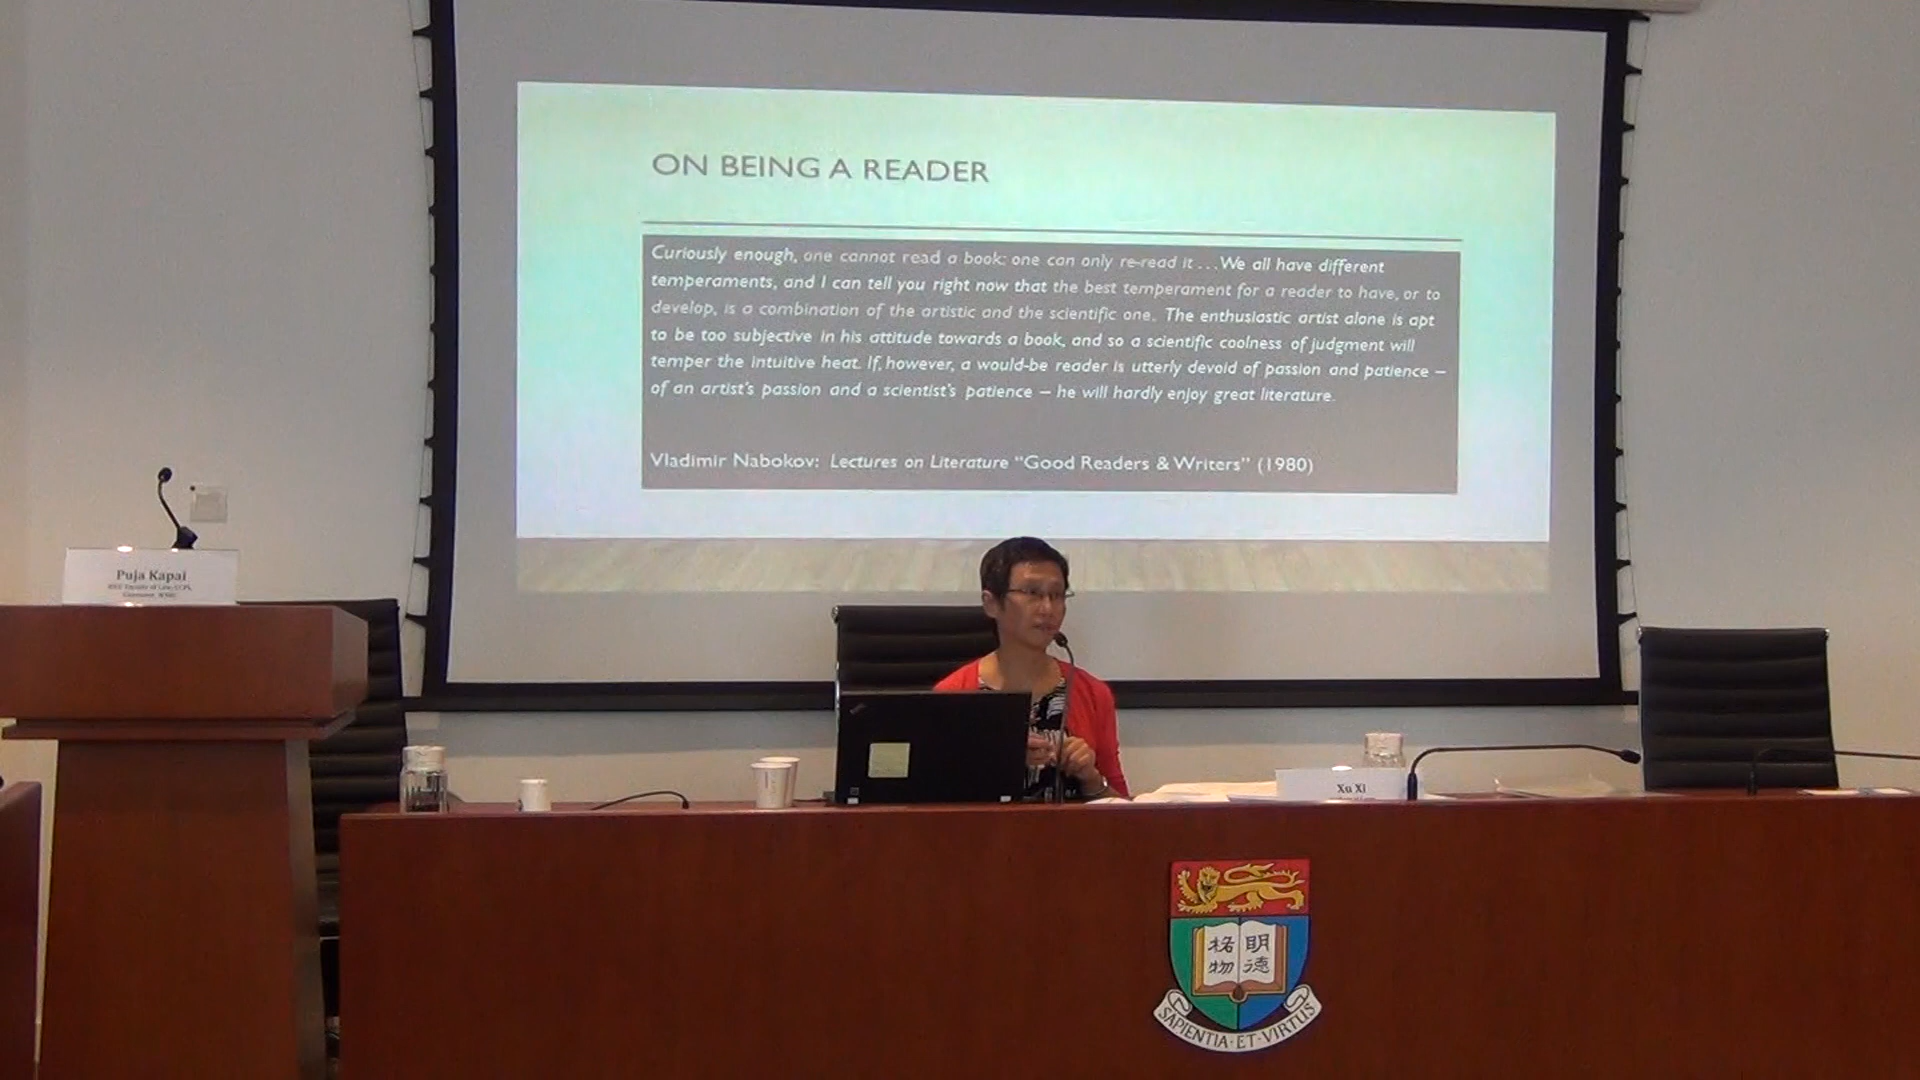 ON BEING A READER
Curiously enough, one cannot read a book: one can only re-read it ... We all have different
temperaments, and I can tell you right now that the best temperament for a reader to have, or to
develop, is a combination of the artistic and the scientific one. The enthusiastic artist alone is apt
to be too subjective in his attitude towards a book, and so a scientific coolness of judgment will
temper the intuitive heat. If, however, a would-be reader is utterly devoid of passion and patience –
of an artist's passion and a scientist's patience – he will hardly enjoy great literature.
Vladimir Nabokov: Lectures on Literature "Good Readers & Writers" (1980)
Puja Kapai
Xu Xi
格物 明德
SAPIENTIA·ET·VIRTUS